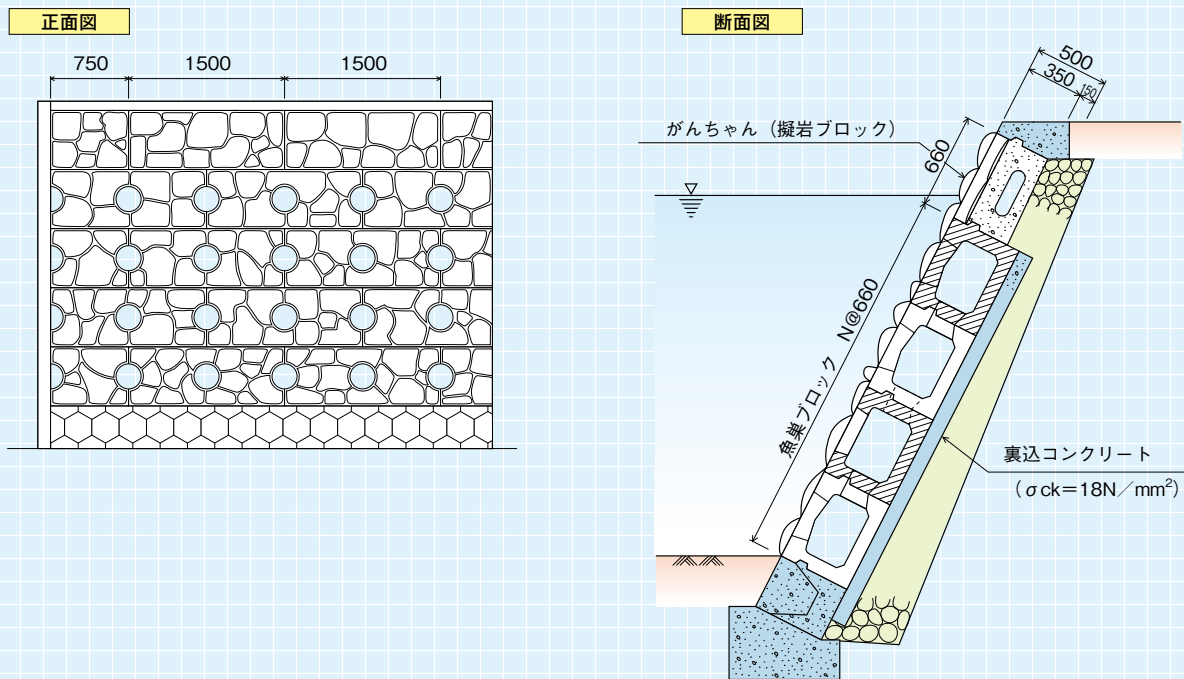 正面図
750
1500
1500
断面図
500
350
150
がんちゃん（擬岩ブロック）
660
魚巣ブロック N@660
裏込コンクリート
（σck＝18N／mm²）